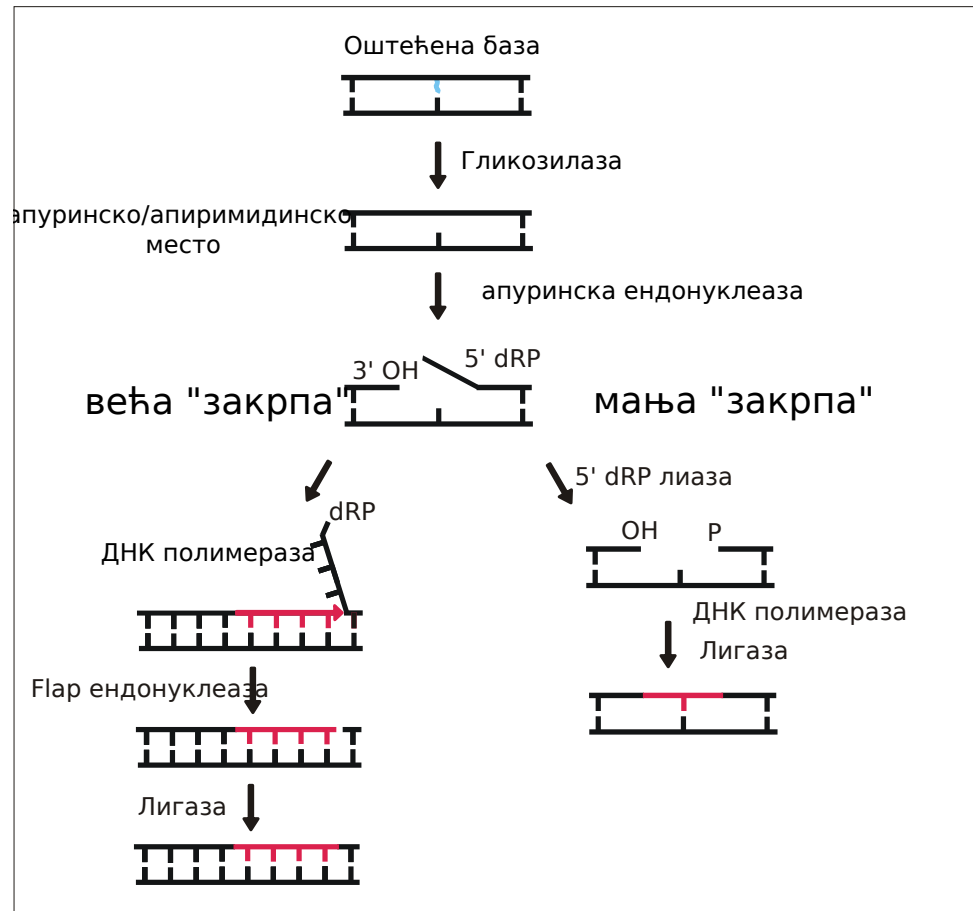 Оштећена база
Гликозилаза
апуринско/апиримидинско
место
апуринска ендонуклеаза
3' OH
5' dRP
већа "закрпа"
мања "закрпа"
5' dRP лиаза
dRP
ДНК полимераза
OH
P
ДНК полимераза
Лигаза
Flap ендонуклеаза
Лигаза